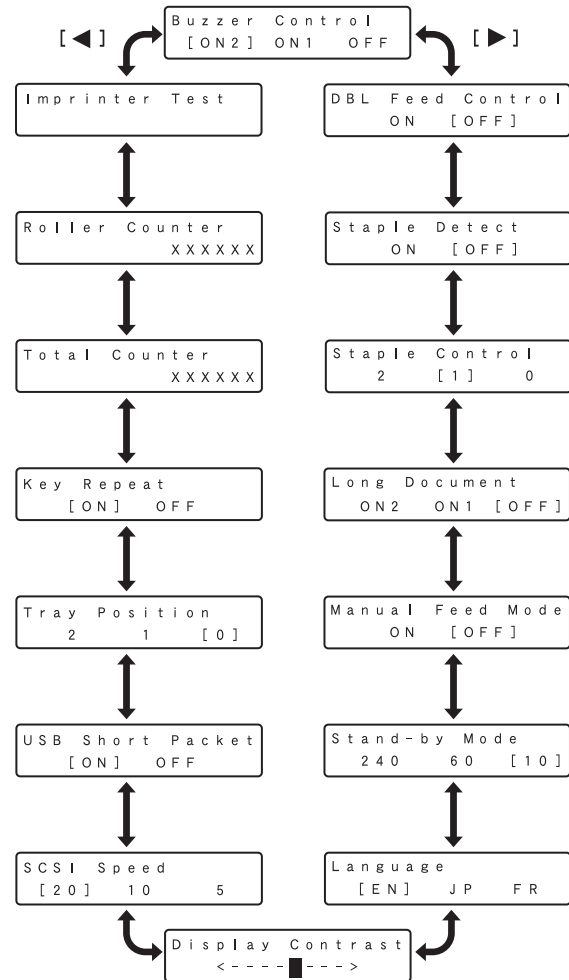 Buzzer Control
[ON2] ON1 OFF
[◀]
[▶]
Imprinter Test
Roller Counter
XXXXXX
Total Counter
XXXXXX
Key Repeat
[ON] OFF
Tray Position
2 1 [0]
USB Short Packet
[ON] OFF
SCSI Speed
[20] 10 5
DBL Feed Control
ON [OFF]
Staple Detect
ON [OFF]
Staple Control
2 [1] 0
Long Document
ON2 ON1 [OFF]
Manual Feed Mode
ON [OFF]
Stand-by Mode
240 60 [10]
Language
[EN] JP FR
Display Contrast
<----█--->